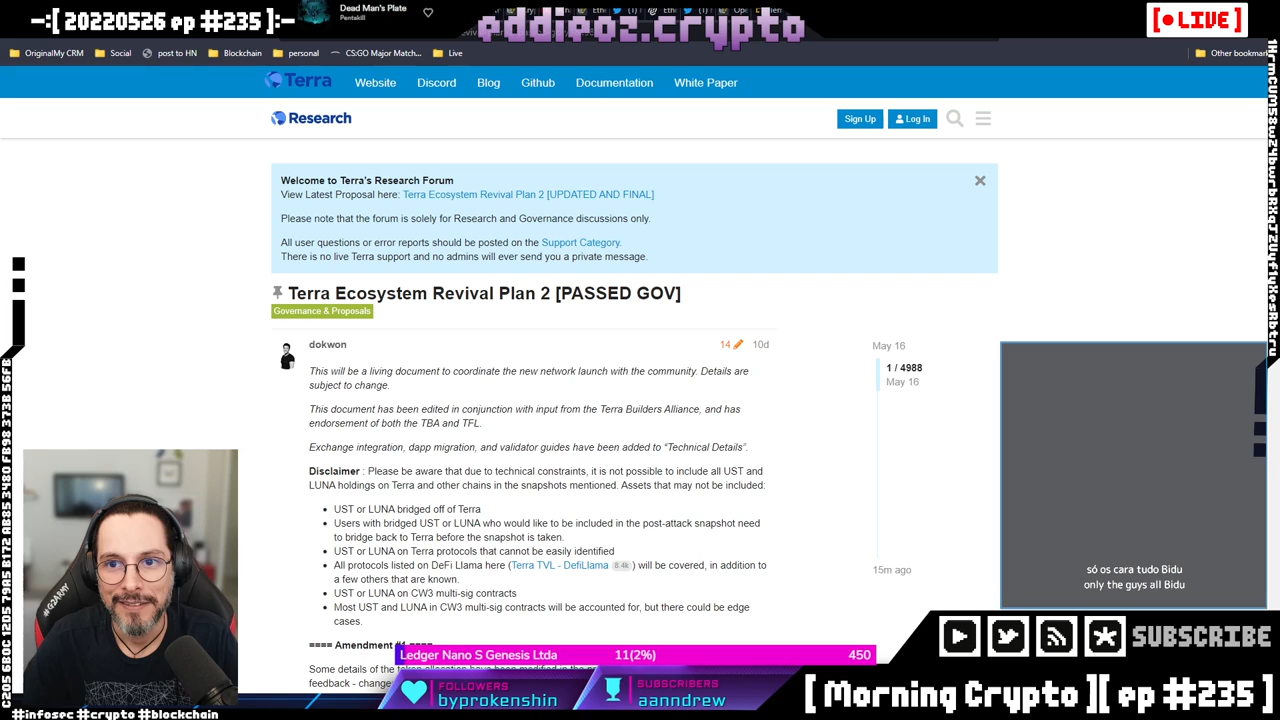 [ 20220526 ep #235 ]:~
Dead Man's Plate
Pentskill
[ ● LIVE ]
OriginalMy CRM
Social
post to HN
Blockchain
personal
CS:GO Major Match...
Live
Other bookmar
Terra
Website
Discord
Blog
Github
Documentation
White Paper
Research
Sign Up
Log In
Welcome to Terra's Research Forum
View Latest Proposal here: Terra Ecosystem Revival Plan 2 [UPDATED AND FINAL]
Please note that the forum is solely for Research and Governance discussions only.
All user questions or error reports should be posted on the Support Category.
There is no live Terra support and no admins will ever send you a private message.
Terra Ecosystem Revival Plan 2 [PASSED GOV]
Governance & Proposals
dokwon
14
10d
May 16
1 / 4988
May 16
15m ago
This will be a living document to coordinate the new network launch with the community. Details are
subject to change.
This document has been edited in conjunction with input from the Terra Builders Alliance, and has
endorsement of both the TBA and TFL.
Exchange integration, dapp migration, and validator guides have been added to “Technical Details”.
Disclaimer : Please be aware that due to technical constraints, it is not possible to include all UST and
LUNA holdings on Terra and other chains in the snapshots mentioned. Assets that may not be included:
UST or LUNA bridged off of Terra
Users with bridged UST or LUNA who would like to be included in the post-attack snapshot need
to bridge back to Terra before the snapshot is taken.
UST or LUNA on Terra protocols that cannot be easily identified
All protocols listed on DeFi Llama here (Terra TVL - DefiLlama 8.4k ) will be covered, in addition to
a few others that are known.
UST or LUNA on CW3 multi-sig contracts
Most UST and LUNA in CW3 multi-sig contracts will be accounted for, but there could be edge
cases.
==== Amendment #1 ====
Some details of the
feedback - change
só os cara tudo Bidu
only the guys all Bidu
Ledger Nano S Genesis Ltda
11(2%)
450
FOLLOWERS
byprokenshin
SUBSCRIBERS
aanndrew
SUBSCRIBE
[ Morning Crypto ][ ep #235 ]
#infosec #crypto #blockchain